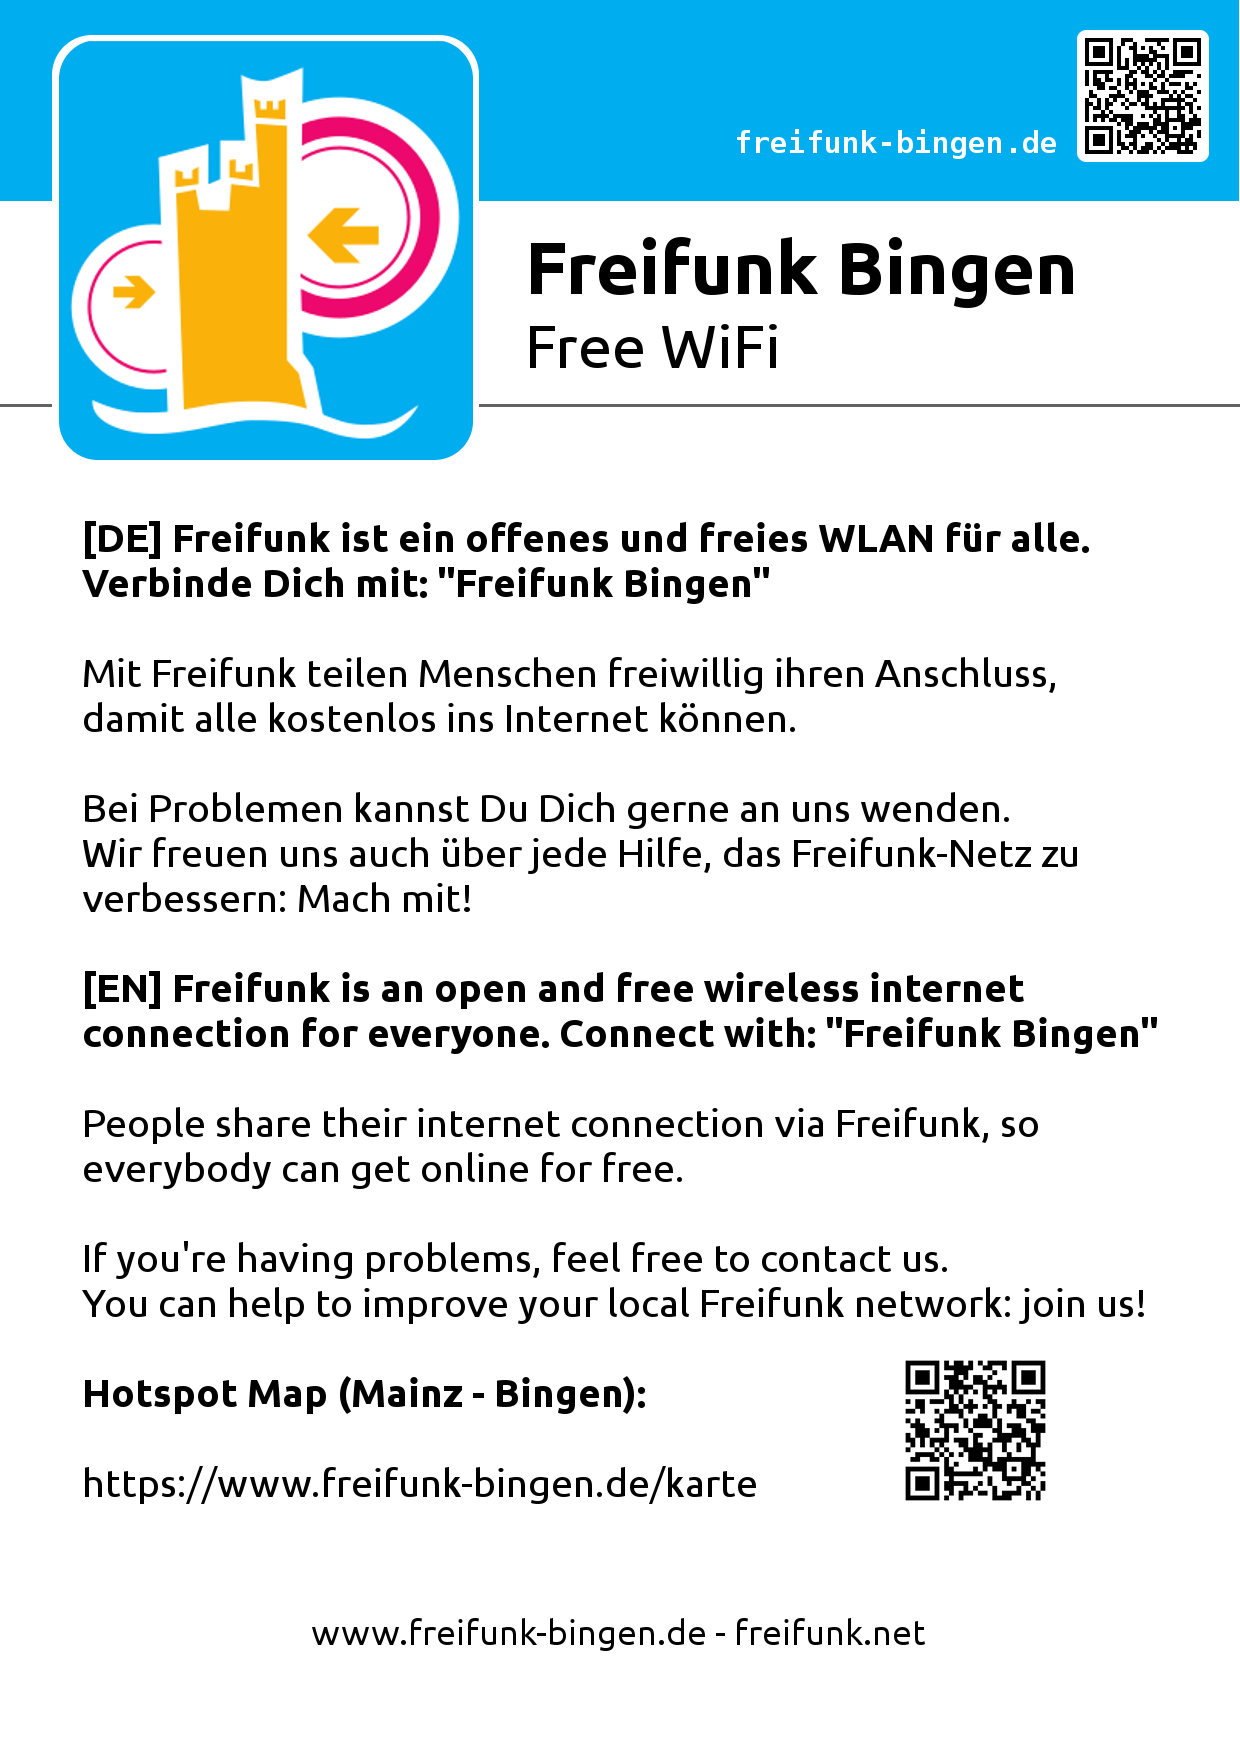 freifunk-bingen.de
Freifunk Bingen
Free WiFi
[DE] Freifunk ist ein offenes und freies WLAN für alle.
Verbinde Dich mit: "Freifunk Bingen"
Mit Freifunk teilen Menschen freiwillig ihren Anschluss,
damit alle kostenlos ins Internet können.
Bei Problemen kannst Du Dich gerne an uns wenden.
Wir freuen uns auch über jede Hilfe, das Freifunk-Netz zu
verbessern: Mach mit!
[EN] Freifunk is an open and free wireless internet
connection for everyone. Connect with: "Freifunk Bingen"
People share their internet connection via Freifunk, so
everybody can get online for free.
If you're having problems, feel free to contact us.
You can help to improve your local Freifunk network: join us!
Hotspot Map (Mainz - Bingen):
https://www.freifunk-bingen.de/karte
www.freifunk-bingen.de - freifunk.net